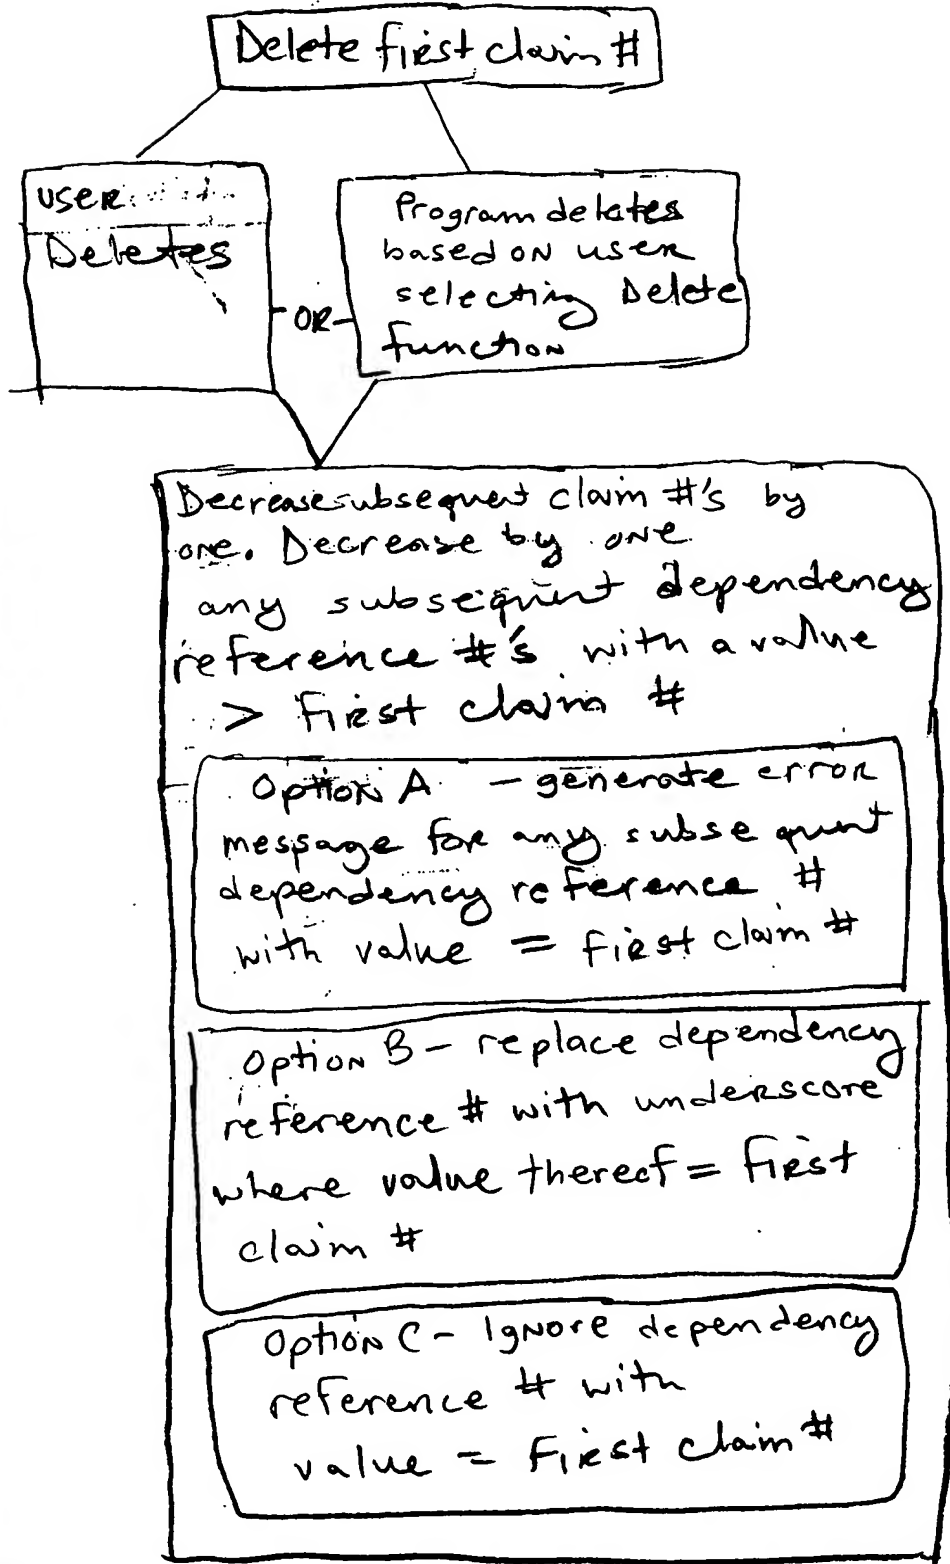 Delete first claim #
user
Deletes
OR
Program deletes
based on user
selecting Delete
function
Decrease subsequent claim #'s by
one. Decrease by one
any subsequent dependency
reference #'s with a value
> first claim #
Option A - generate error
message for any subsequent
dependency reference #
with value = first claim #
Option B - replace dependency
reference # with underscore
where value thereof = first
claim #
Option C - Ignore dependency
reference # with
value = first claim #